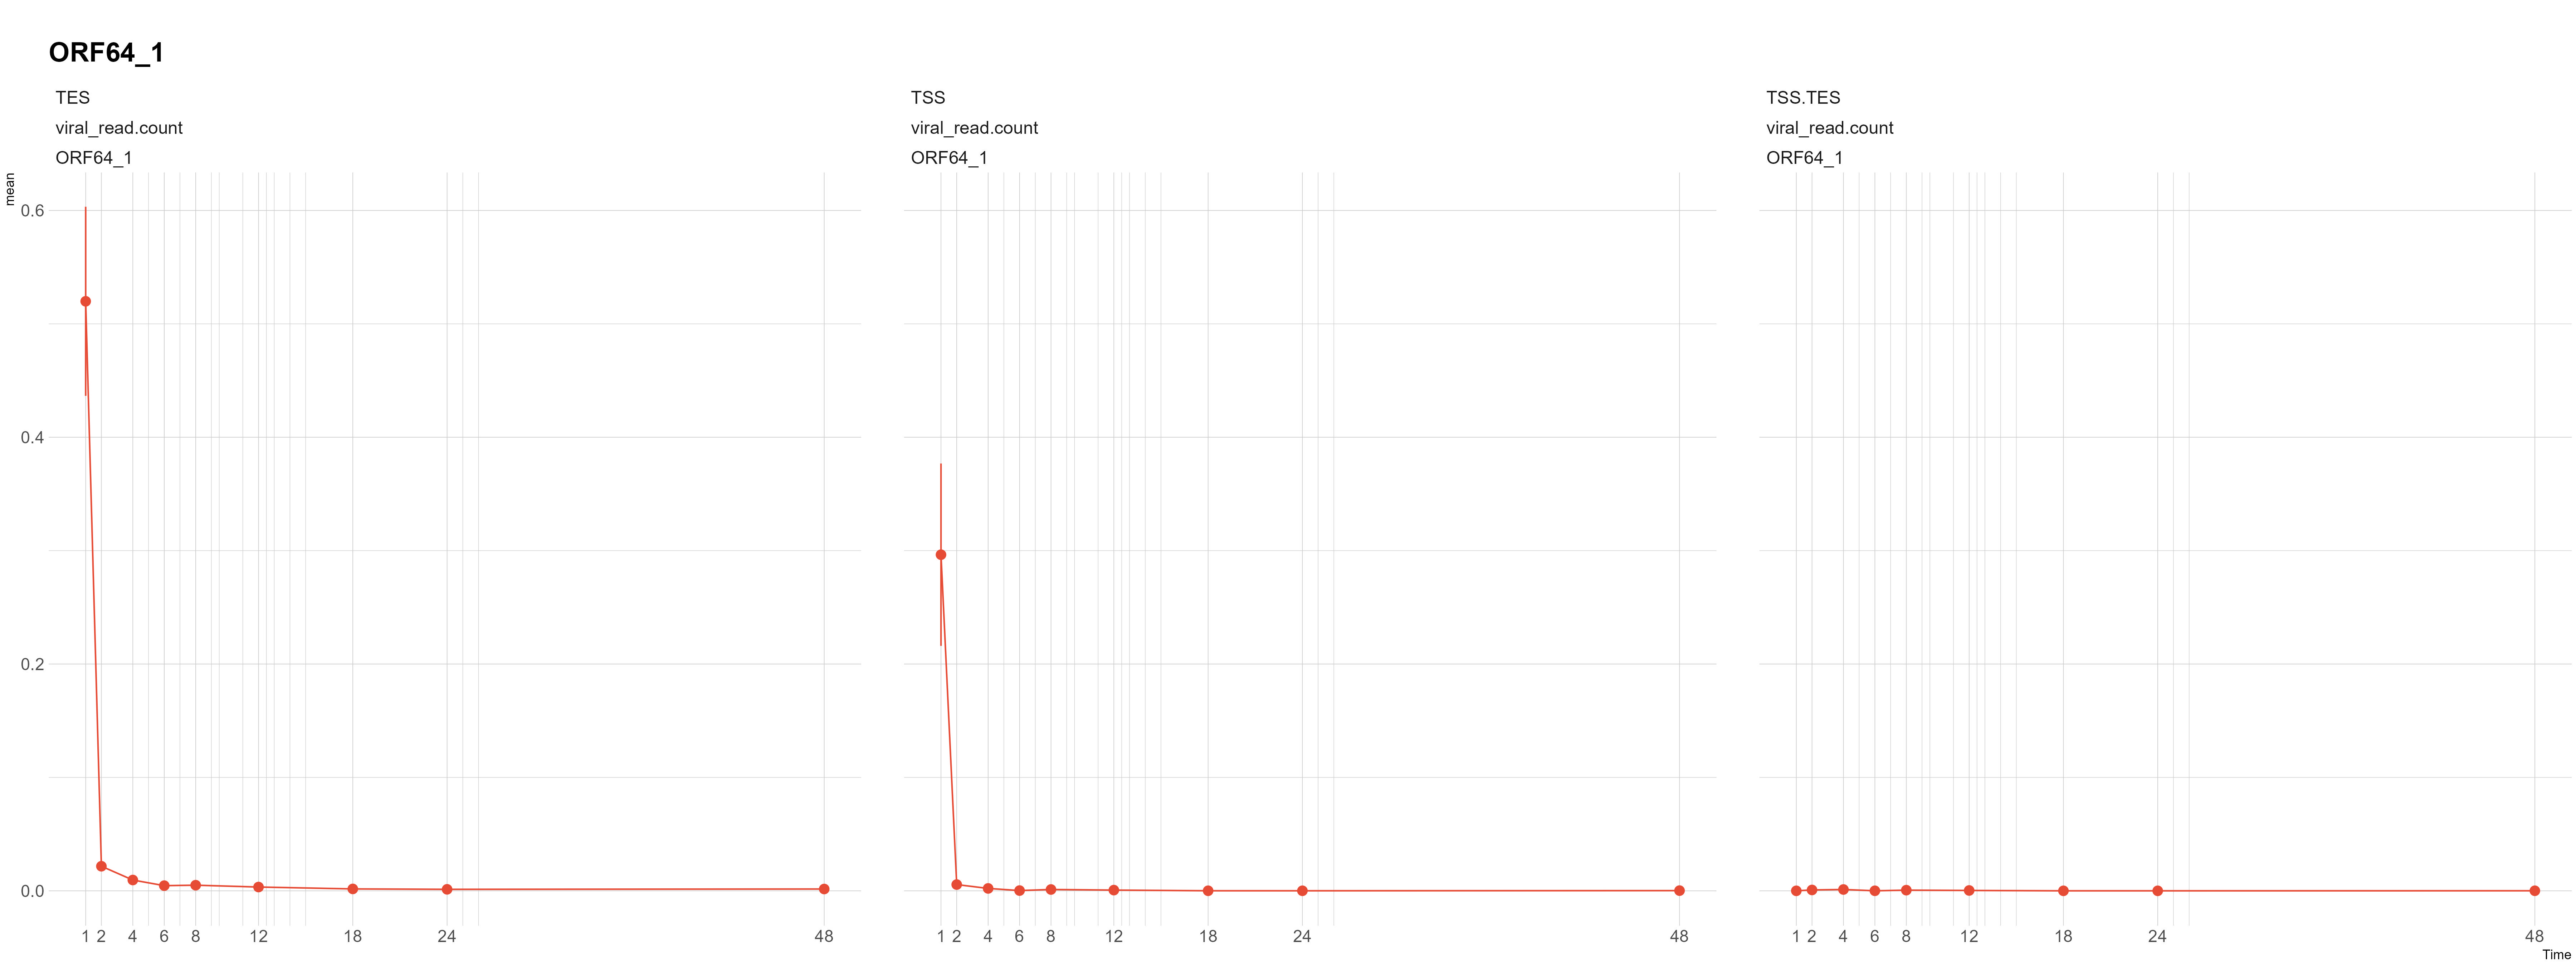 ORF64_1
TES
viral_read.count
ORF64_1
TSS
viral_read.count
ORF64_1
TSS.TES
viral_read.count
ORF64_1
mean
0.6
0.4
0.2
0.0
1 2 4 6 8 12 18 24 48
1 2 4 6 8 12 18 24 48
1 2 4 6 8 12 18 24 48
Time